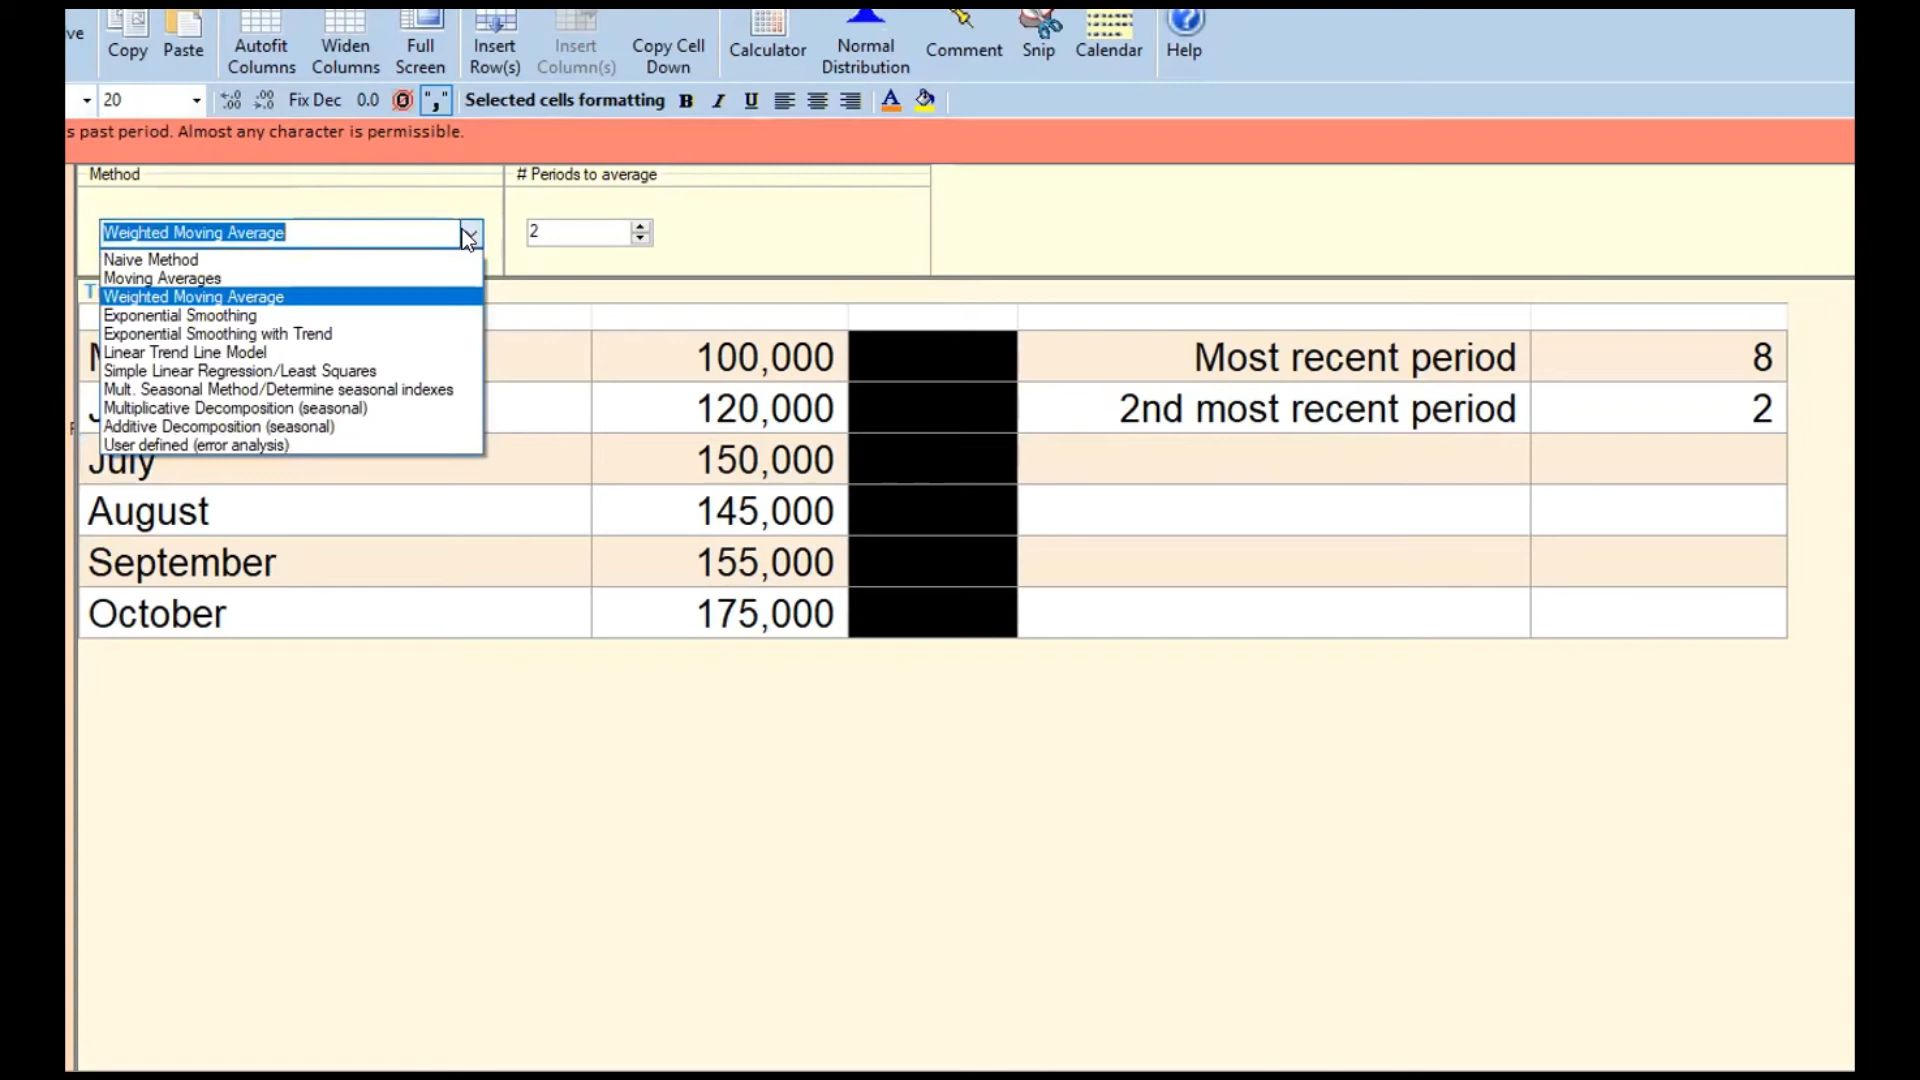 ve
Copy
Paste
Autofit
Columns
Widen
Columns
Full
Screen
Insert
Row(s)
Insert
Column(s)
Copy Cell
Down
Calculator
Normal
Distribution
Comment
Snip
Calendar
Help
20
Fix Dec
0.0
Selected cells formatting
B
I
U
A
s past period. Almost any character is permissible.
Method
# Periods to average
Weighted Moving Average
2
Naive Method
Moving Averages
Weighted Moving Average
Exponential Smoothing
Exponential Smoothing with Trend
Linear Trend Line Model
Simple Linear Regression/Least Squares
Mult. Seasonal Method/Determine seasonal indexes
Multiplicative Decomposition (seasonal)
Additive Decomposition (seasonal)
User defined (error analysis)
100,000
Most recent period
8
120,000
2nd most recent period
2
July
150,000
August
145,000
September
155,000
October
175,000